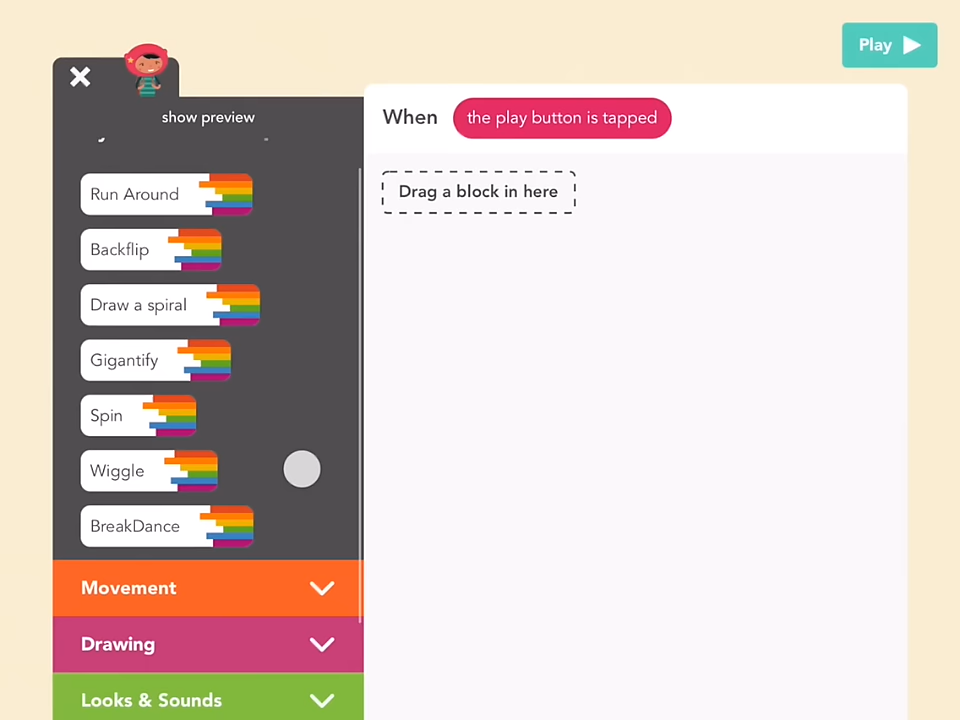 Play
show preview
When the play button is tapped
Drag a block in here
Run Around
Backflip
Draw a spiral
Gigantify
Spin
Wiggle
BreakDance
Movement
Drawing
Looks & Sounds